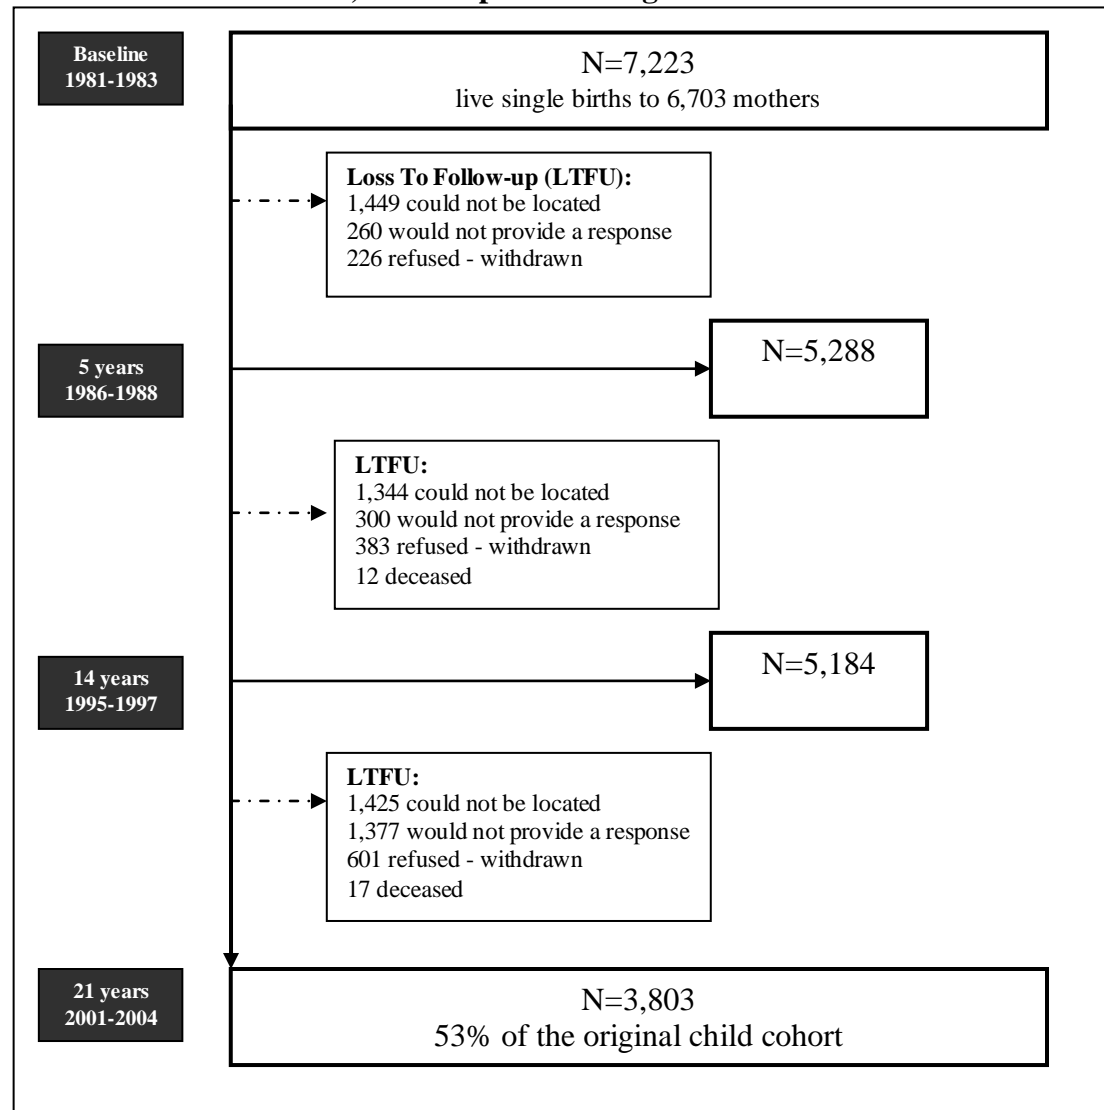 Baseline
1981-1983
N=7,223
live single births to 6,703 mothers
Loss To Follow-up (LTFU):
1,449 could not be located
260 would not provide a response
226 refused - withdrawn
5 years
1986-1988
N=5,288
LTFU:
1,344 could not be located
300 would not provide a response
383 refused - withdrawn
12 deceased
14 years
1995-1997
N=5,184
LTFU:
1,425 could not be located
1,377 would not provide a response
601 refused - withdrawn
17 deceased
21 years
2001-2004
N=3,803
53% of the original child cohort